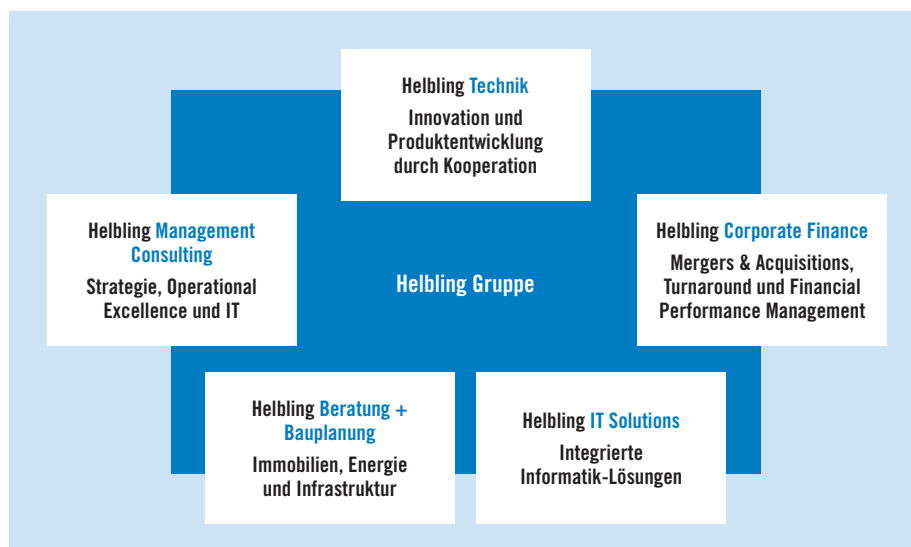 Helbling Technik
Innovation und
Produktentwicklung
durch Kooperation
Helbling Management
Consulting
Strategie, Operational
Excellence und IT
Helbling Gruppe
Helbling Corporate Finance
Mergers & Acquisitions,
Turnaround und Financial
Performance Management
Helbling Beratung +
Bauplanung
Immobilien, Energie
und Infrastruktur
Helbling IT Solutions
Integrierte
Informatik-Lösungen